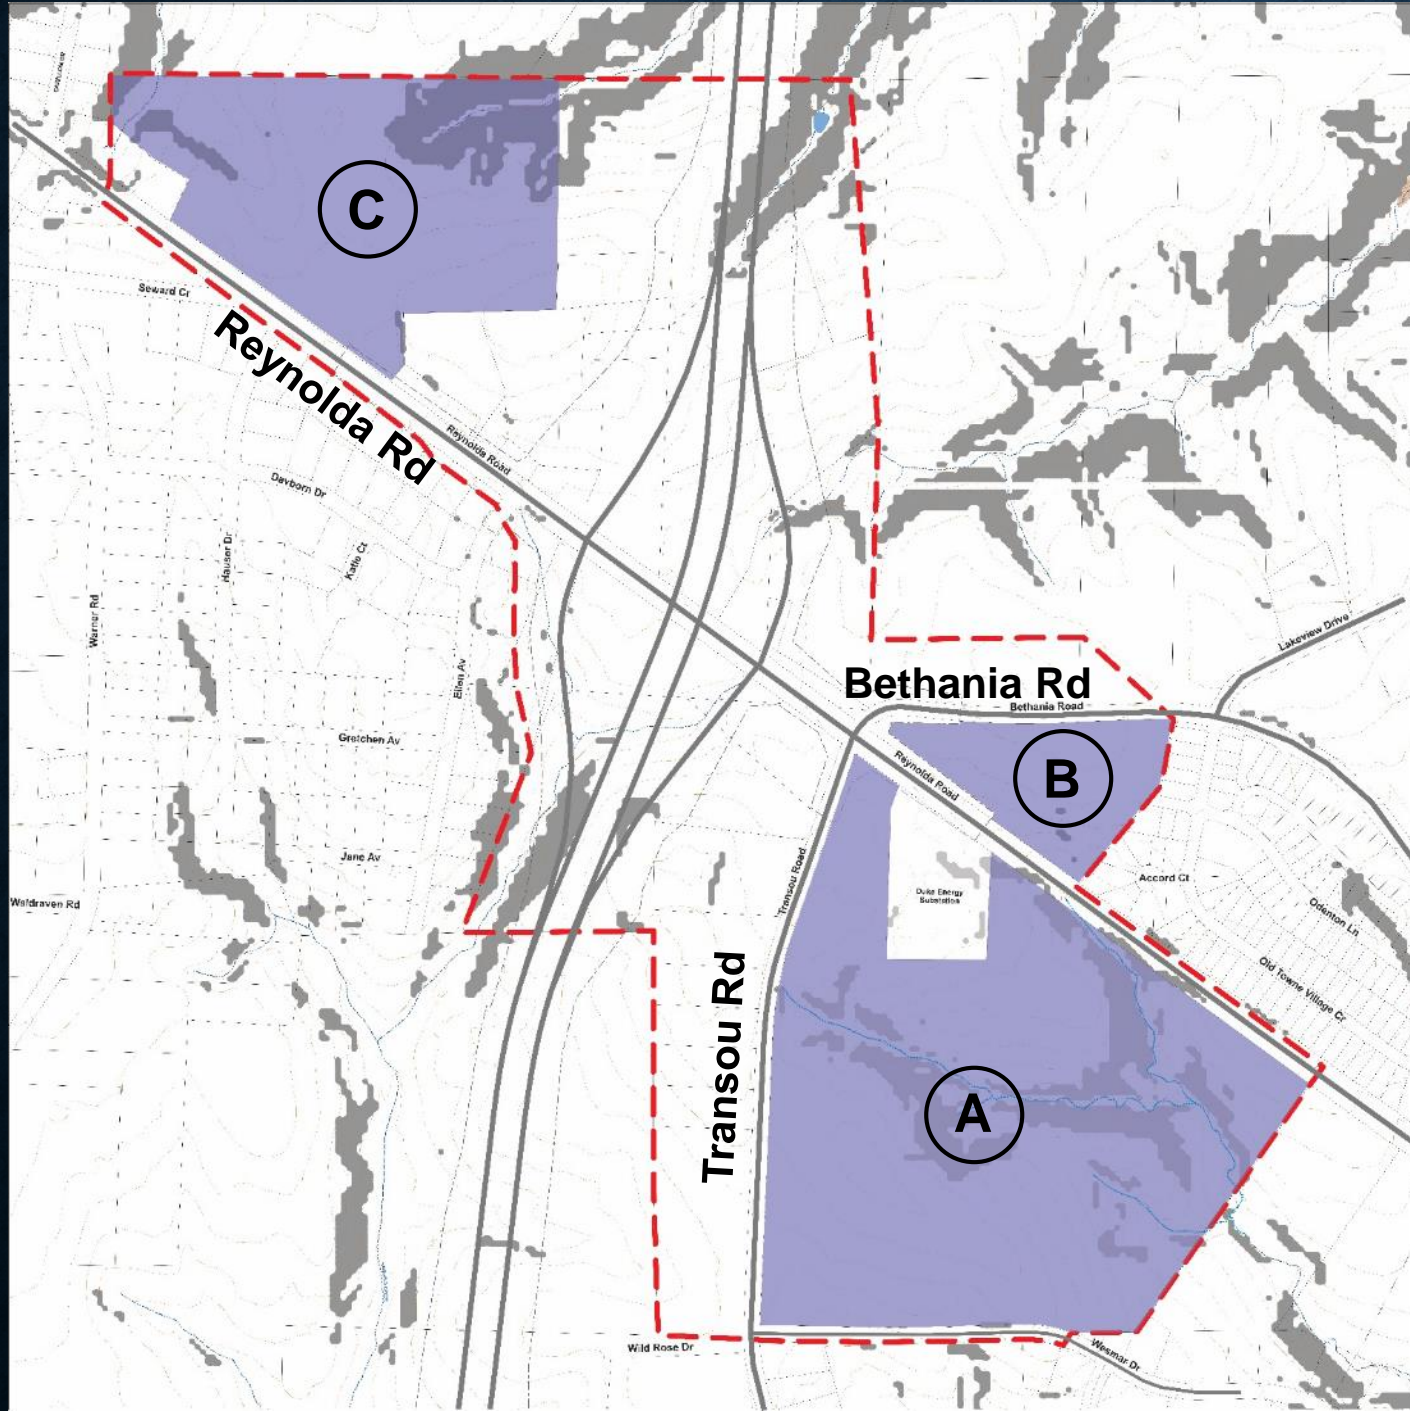 C
Seward Cr
Reynolda Rd
Reynolda Road
Davborn Dr
Hauser Dr
Katie Ct
Warner Rd
Lakeview Drive
Bethania Rd
Bethania Road
Ellen Av
Gretchen Av
B
Reynolda Road
Jane Av
Transou Road
Duke Energy
Substation
Accord Ct
Waldraven Rd
Odenton Ln
Old Towne Village Cr
Transou Rd
A
Wild Rose Dr
Wesmar Dr